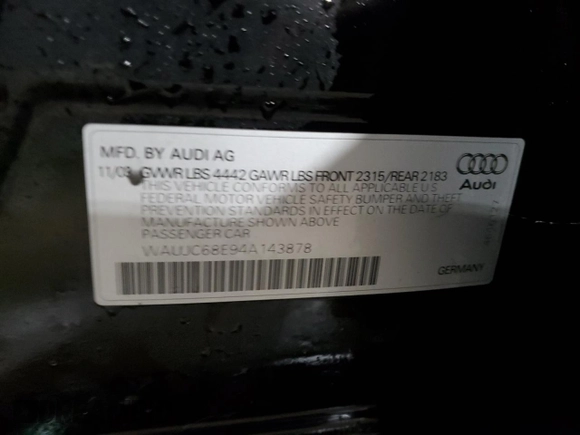 MFD. BY AUDI AG
11/03 GVWR LBS 4442 GAWR LBS FRONT 2315/REAR 2183
THIS VEHICLE CONFORMS TO ALL APPLICABLE U.S
FEDERAL MOTOR VEHICLE SAFETY BUMPER AND THEFT
PREVENTION STANDARDS IN EFFECT ON THE DATE OF
MANUFACTURE SHOWN ABOVE
PASSENGER CAR
WAUJC68E94A143878
Audi
GERMANY